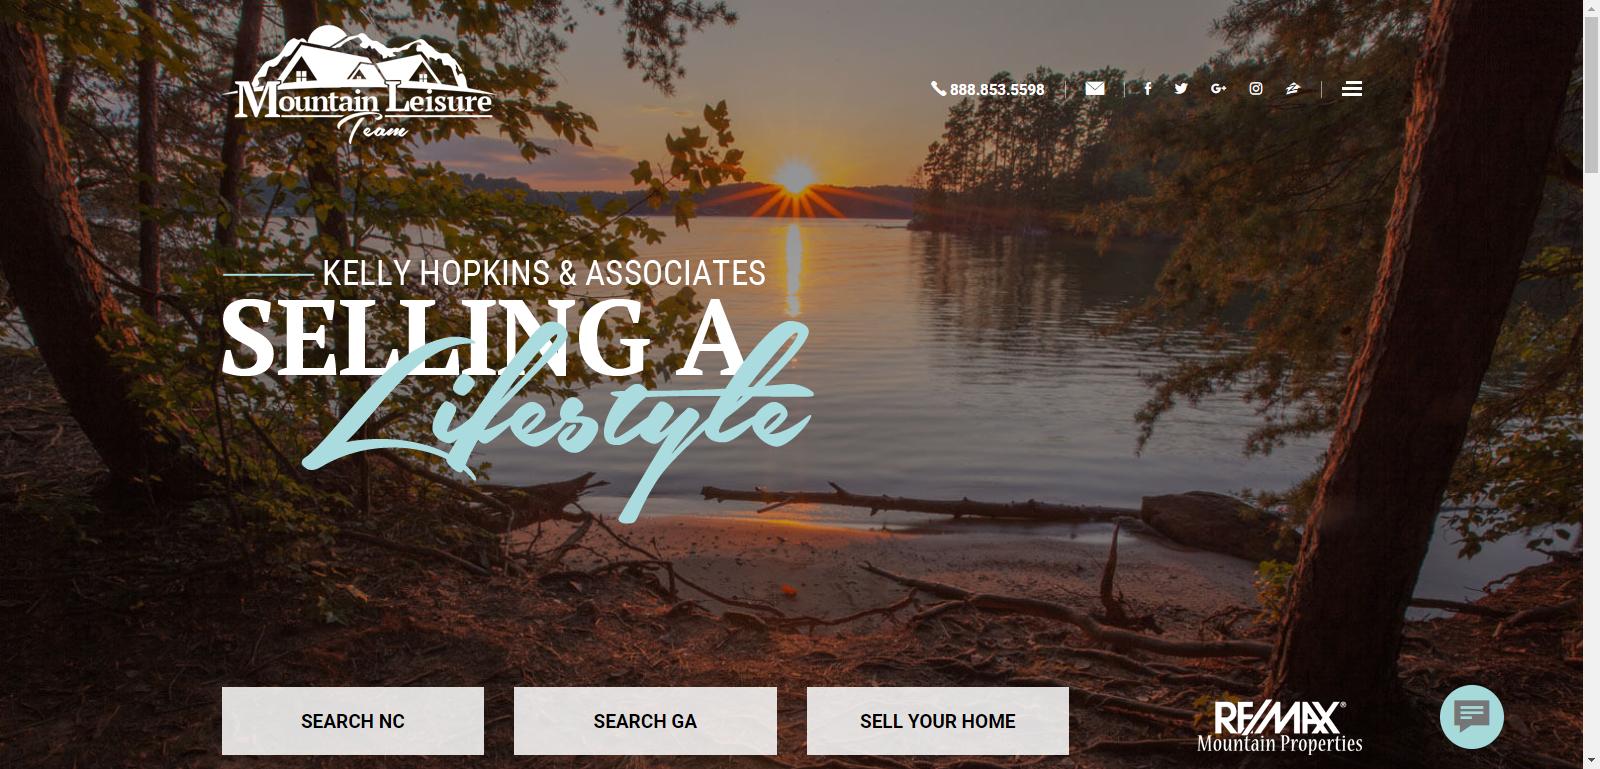 Mountain Leisure
Team
888.853.5598
KELLY HOPKINS & ASSOCIATES
SELLING A
Lifestyle
SEARCH NC
SEARCH GA
SELL YOUR HOME
RE/MAX®
Mountain Properties